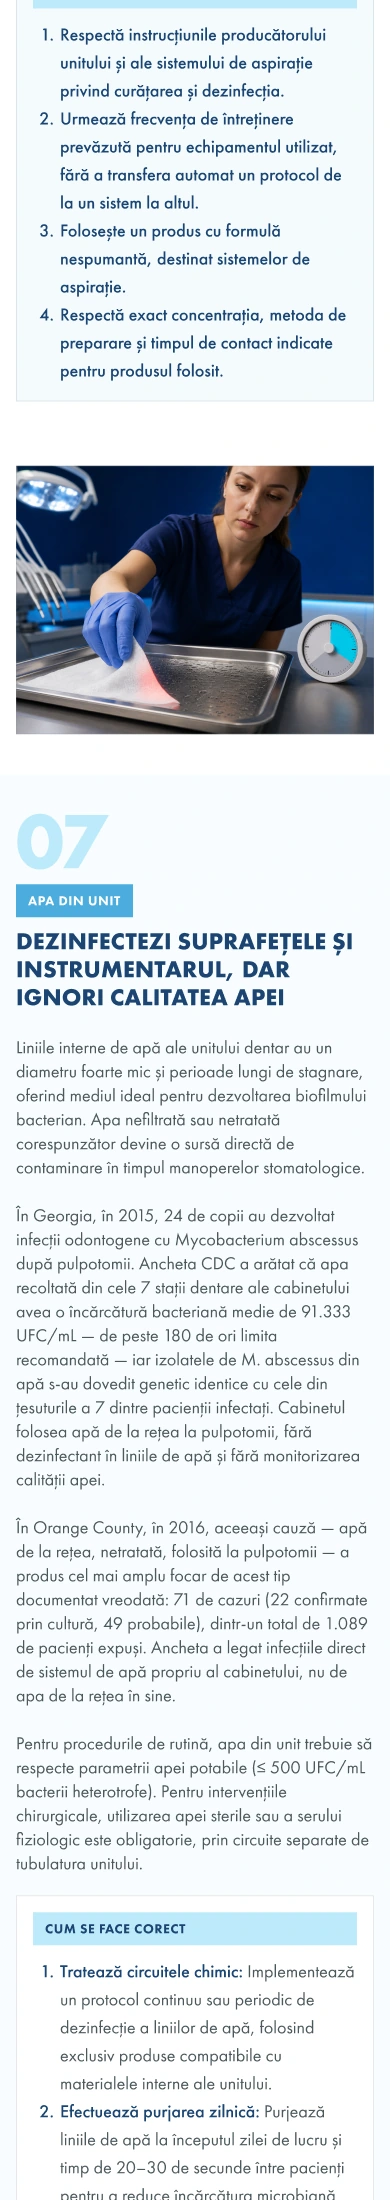 1. Respectă instrucțiunile producătorului
unitului și ale sistemului de aspirație
privind curățarea și dezinfecția.
2. Urmează frecvența de întreținere
prevăzută pentru echipamentul utilizat,
fără a transfera automat un protocol de
la un sistem la altul.
3. Folosește un produs cu formulă
nespumantă, destinat sistemelor de
aspirație.
4. Respectă exact concentrația, metoda de
preparare și timpul de contact indicate
pentru produsul folosit.
07
APA DIN UNIT
DEZINFECTEZI SUPRAFEȚELE ȘI
INSTRUMENTARUL, DAR
IGNORI CALITATEA APEI
Liniile interne de apă ale unitului dentar au un
diametru foarte mic și perioade lungi de stagnare,
oferind mediul ideal pentru dezvoltarea biofilmului
bacterian. Apa nefiltrată sau netratată
corespunzător devine o sursă directă de
contaminare în timpul manoperelor stomatologice.
În Georgia, în 2015, 24 de copii au dezvoltat
infecții odontogene cu Mycobacterium abscessus
după pulpotomii. Ancheta CDC a arătat că apa
recoltată din cele 7 stații dentare ale cabinetului
avea o încărcătură bacteriană medie de 91.333
UFC/mL — de peste 180 de ori limita
recomandată — iar izolatele de M. abscessus din
apă s-au dovedit genetic identice cu cele din
țesuturile a 7 dintre pacienții infectați. Cabinetul
folosea apă de la rețea la pulpotomii, fără
dezinfectant în liniile de apă și fără monitorizarea
calității apei.
În Orange County, în 2016, aceeași cauză — apă
de la rețea, netratată, folosită la pulpotomii — a
produs cel mai amplu focar de acest tip
documentat vreodată: 71 de cazuri (22 confirmate
prin cultură, 49 probabile), dintr-un total de 1.089
de pacienți expuși. Ancheta a legat infecțiile direct
de sistemul de apă propriu al cabinetului, nu de
apa de la rețea în sine.
Pentru procedurile de rutină, apa din unit trebuie să
respecte parametrii apei potabile (≤ 500 UFC/mL
bacterii heterotrofe). Pentru intervențiile
chirurgicale, utilizarea apei sterile sau a serului
fiziologic este obligatorie, prin circuite separate de
tubulatura unitului.
CUM SE FACE CORECT
1. Tratează circuitele chimic: Implementează
un protocol continuu sau periodic de
dezinfecție a liniilor de apă, folosind
exclusiv produse compatibile cu
materialele interne ale unitului.
2. Efectuează purjarea zilnică: Purjează
liniile de apă la începutul zilei de lucru și
timp de 20–30 de secunde între pacienți
pentru a reduce încărcătura microbiană